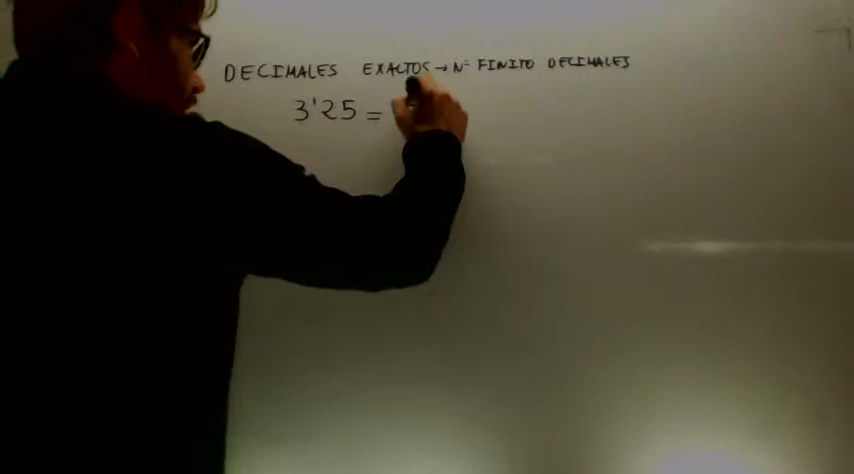 DECIMALES EXACTOS → Nº FINITO DECIMALES
3'25 =